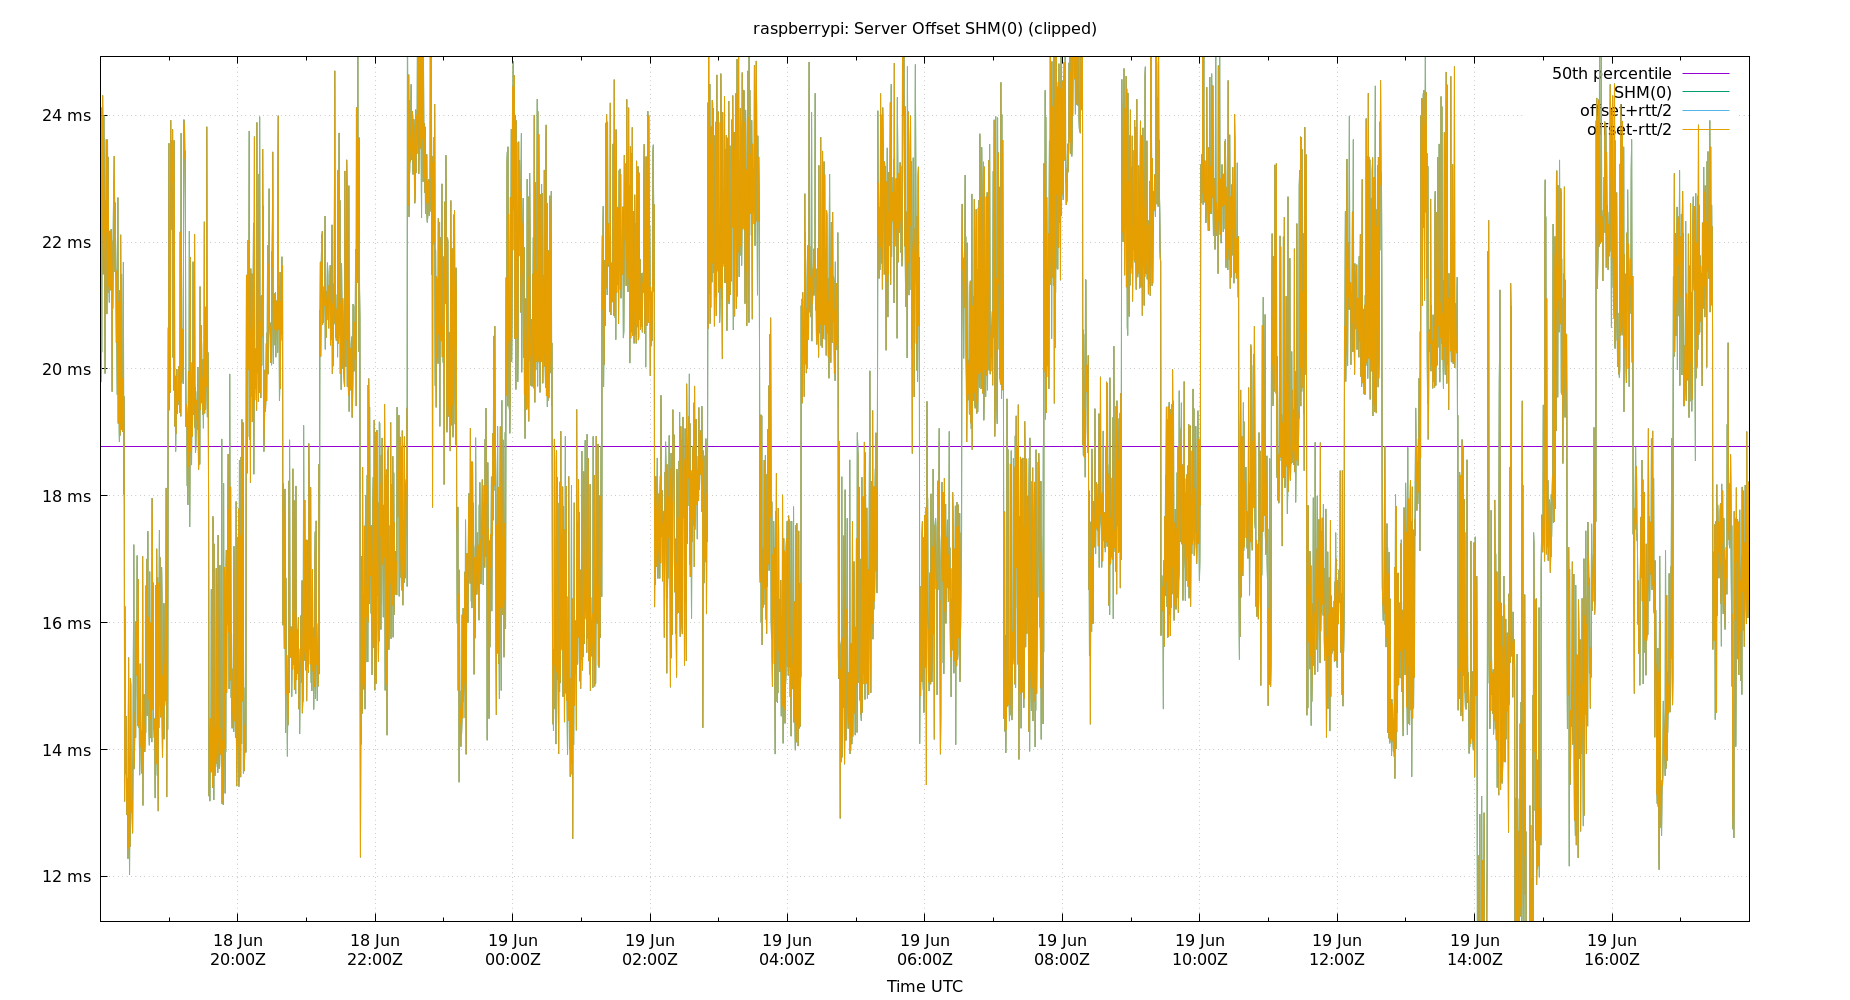 raspberrypi: Server Offset SHM(0) (clipped)
50th percentile
SHM(0)
offset+rtt/2
offset-rtt/2
24 ms
22 ms
20 ms
18 ms
16 ms
14 ms
12 ms
18 Jun
20:00Z
18 Jun
22:00Z
19 Jun
00:00Z
19 Jun
02:00Z
19 Jun
04:00Z
19 Jun
06:00Z
19 Jun
08:00Z
19 Jun
10:00Z
19 Jun
12:00Z
19 Jun
14:00Z
19 Jun
16:00Z
Time UTC